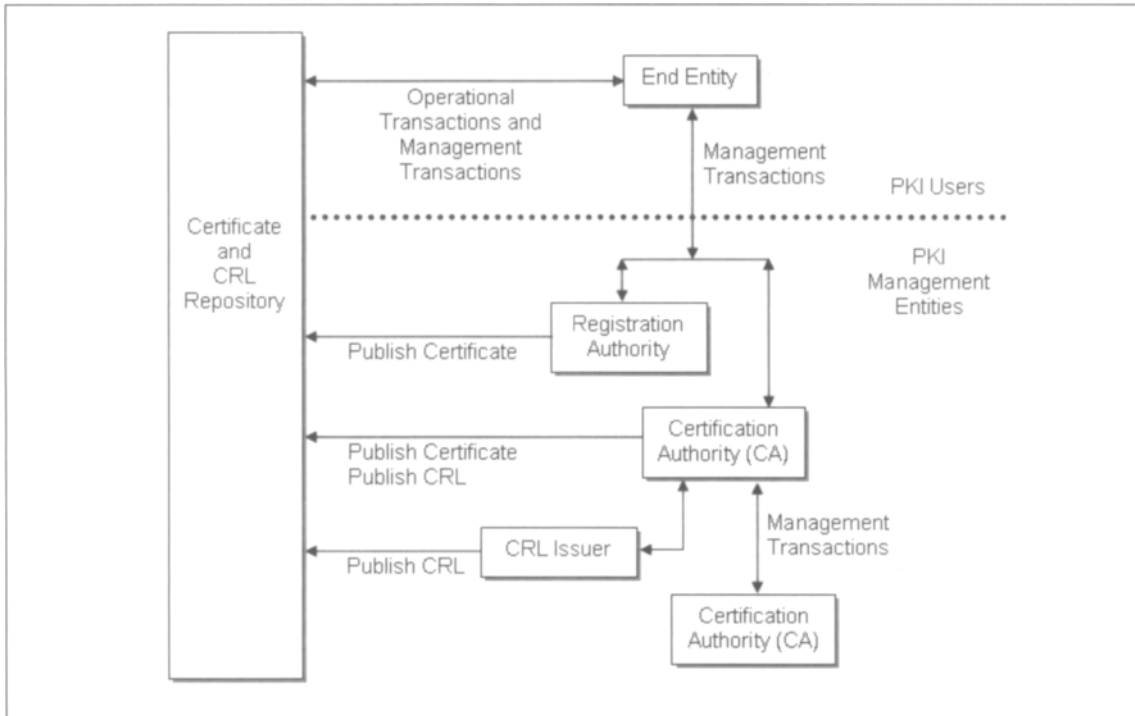 End Entity
Operational
Transactions and
Management
Transactions
Management
Transactions
PKI Users
Certificate
and
CRL
Repository
PKI
Management
Entities
Registration
Authority
Publish Certificate
Certification
Authority (CA)
Publish Certificate
Publish CRL
Management
Transactions
CRL Issuer
Publish CRL
Certification
Authority (CA)